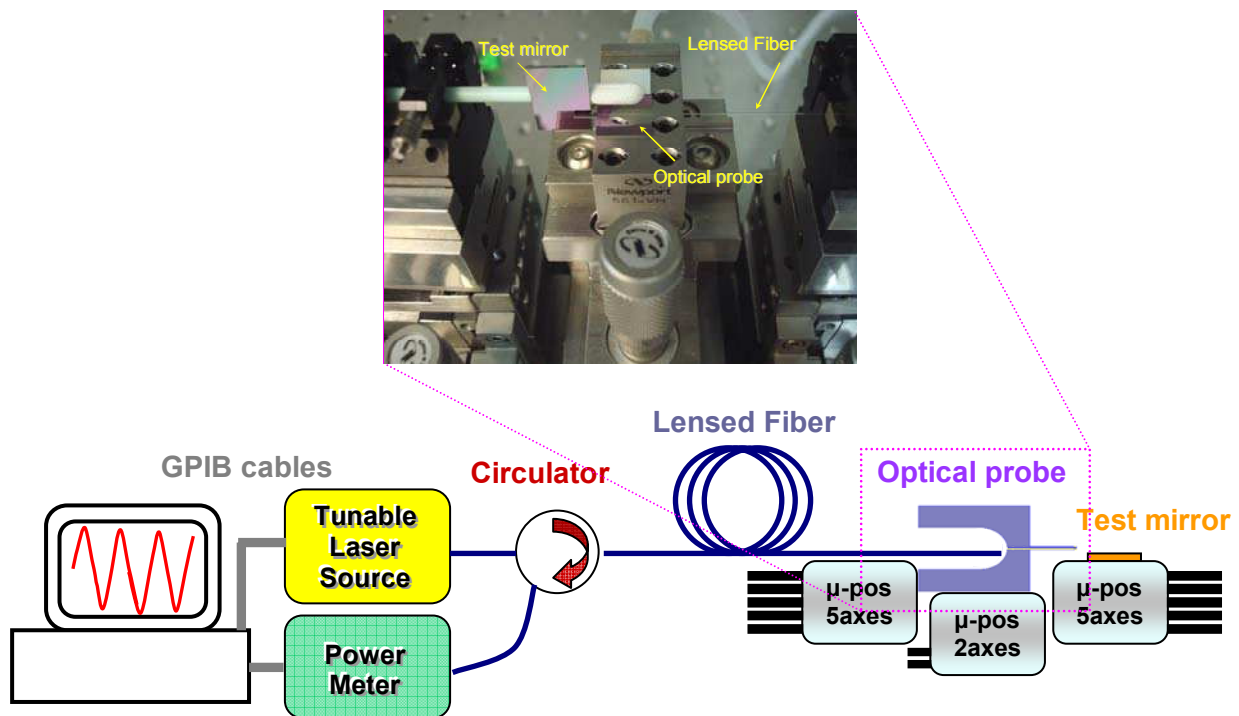 Test mirror
Lensed Fiber
Optical probe
Newport
Lensed Fiber
GPIB cables
Circulator
Optical probe
Test mirror
Tunable
Laser
Source
µ-pos
5axes
µ-pos
2axes
µ-pos
5axes
Power
Meter